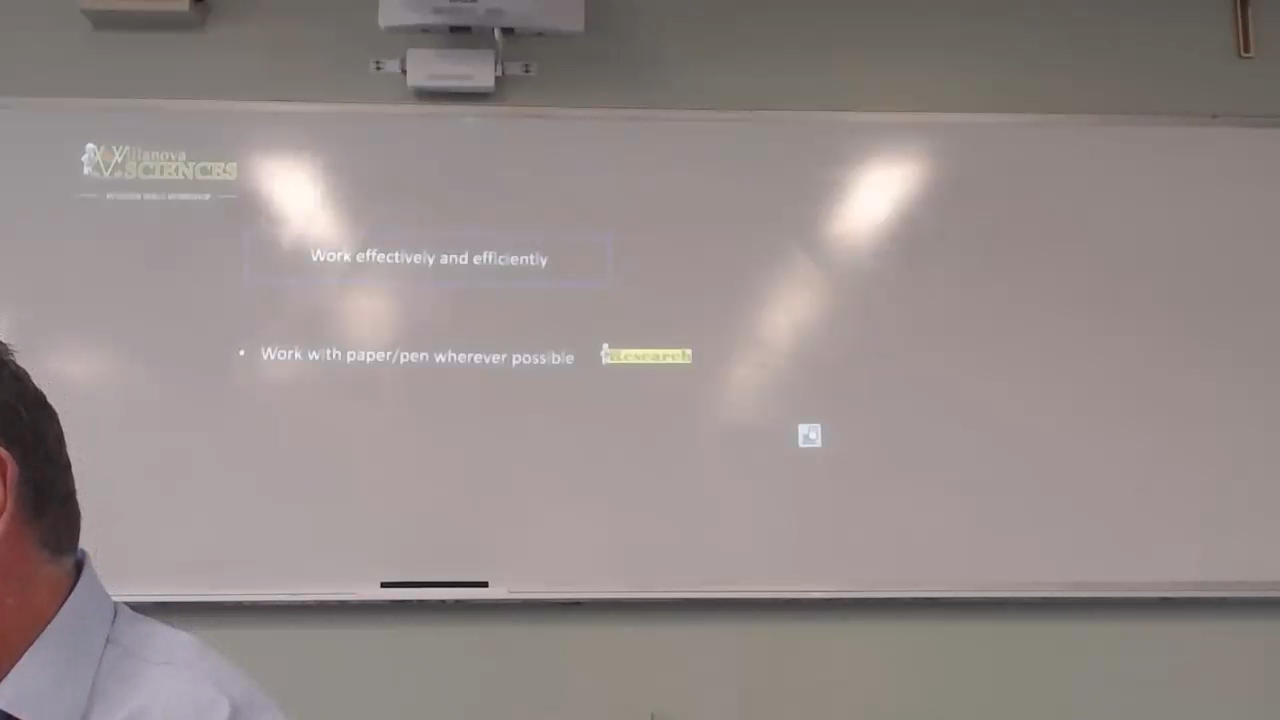 Villanova
SCIENCES
Work effectively and efficiently
• Work with paper/pen wherever possible
Research